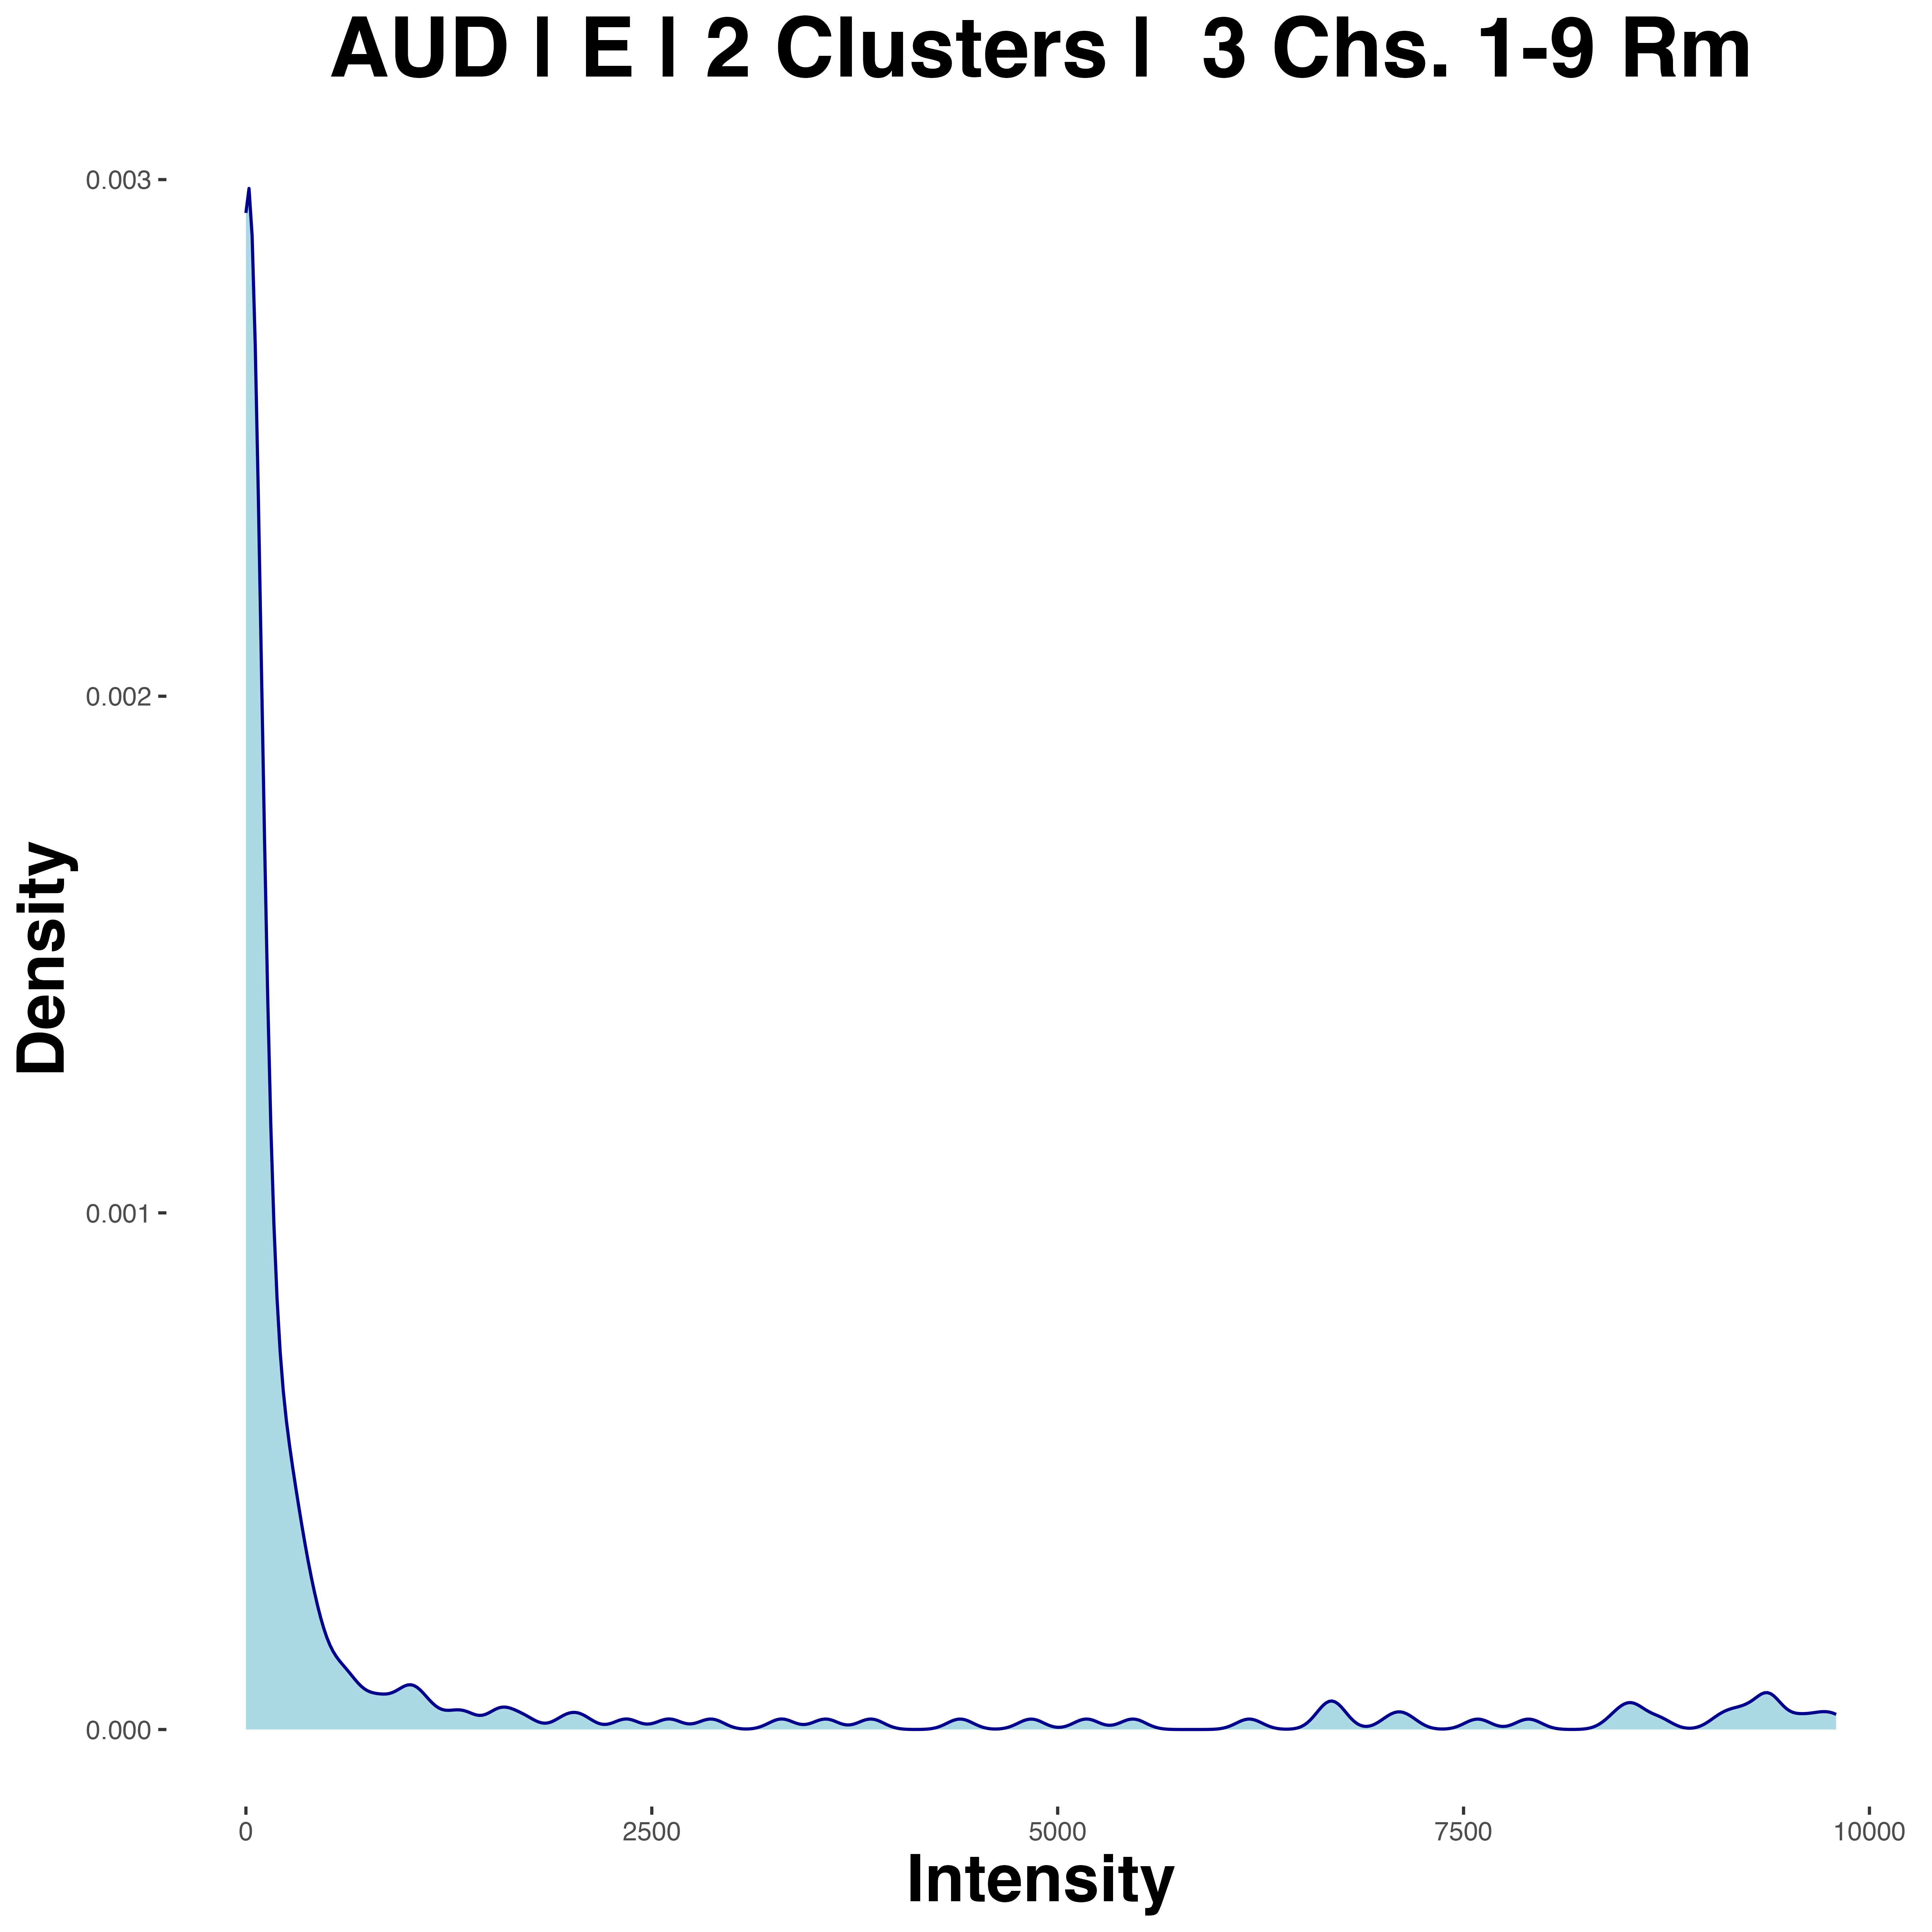 AUD | E | 2 Clusters |  3 Chs. 1-9 Rm
0.003
0.002
0.001
0.000
Density
0 2500 5000 7500 10000
Intensity